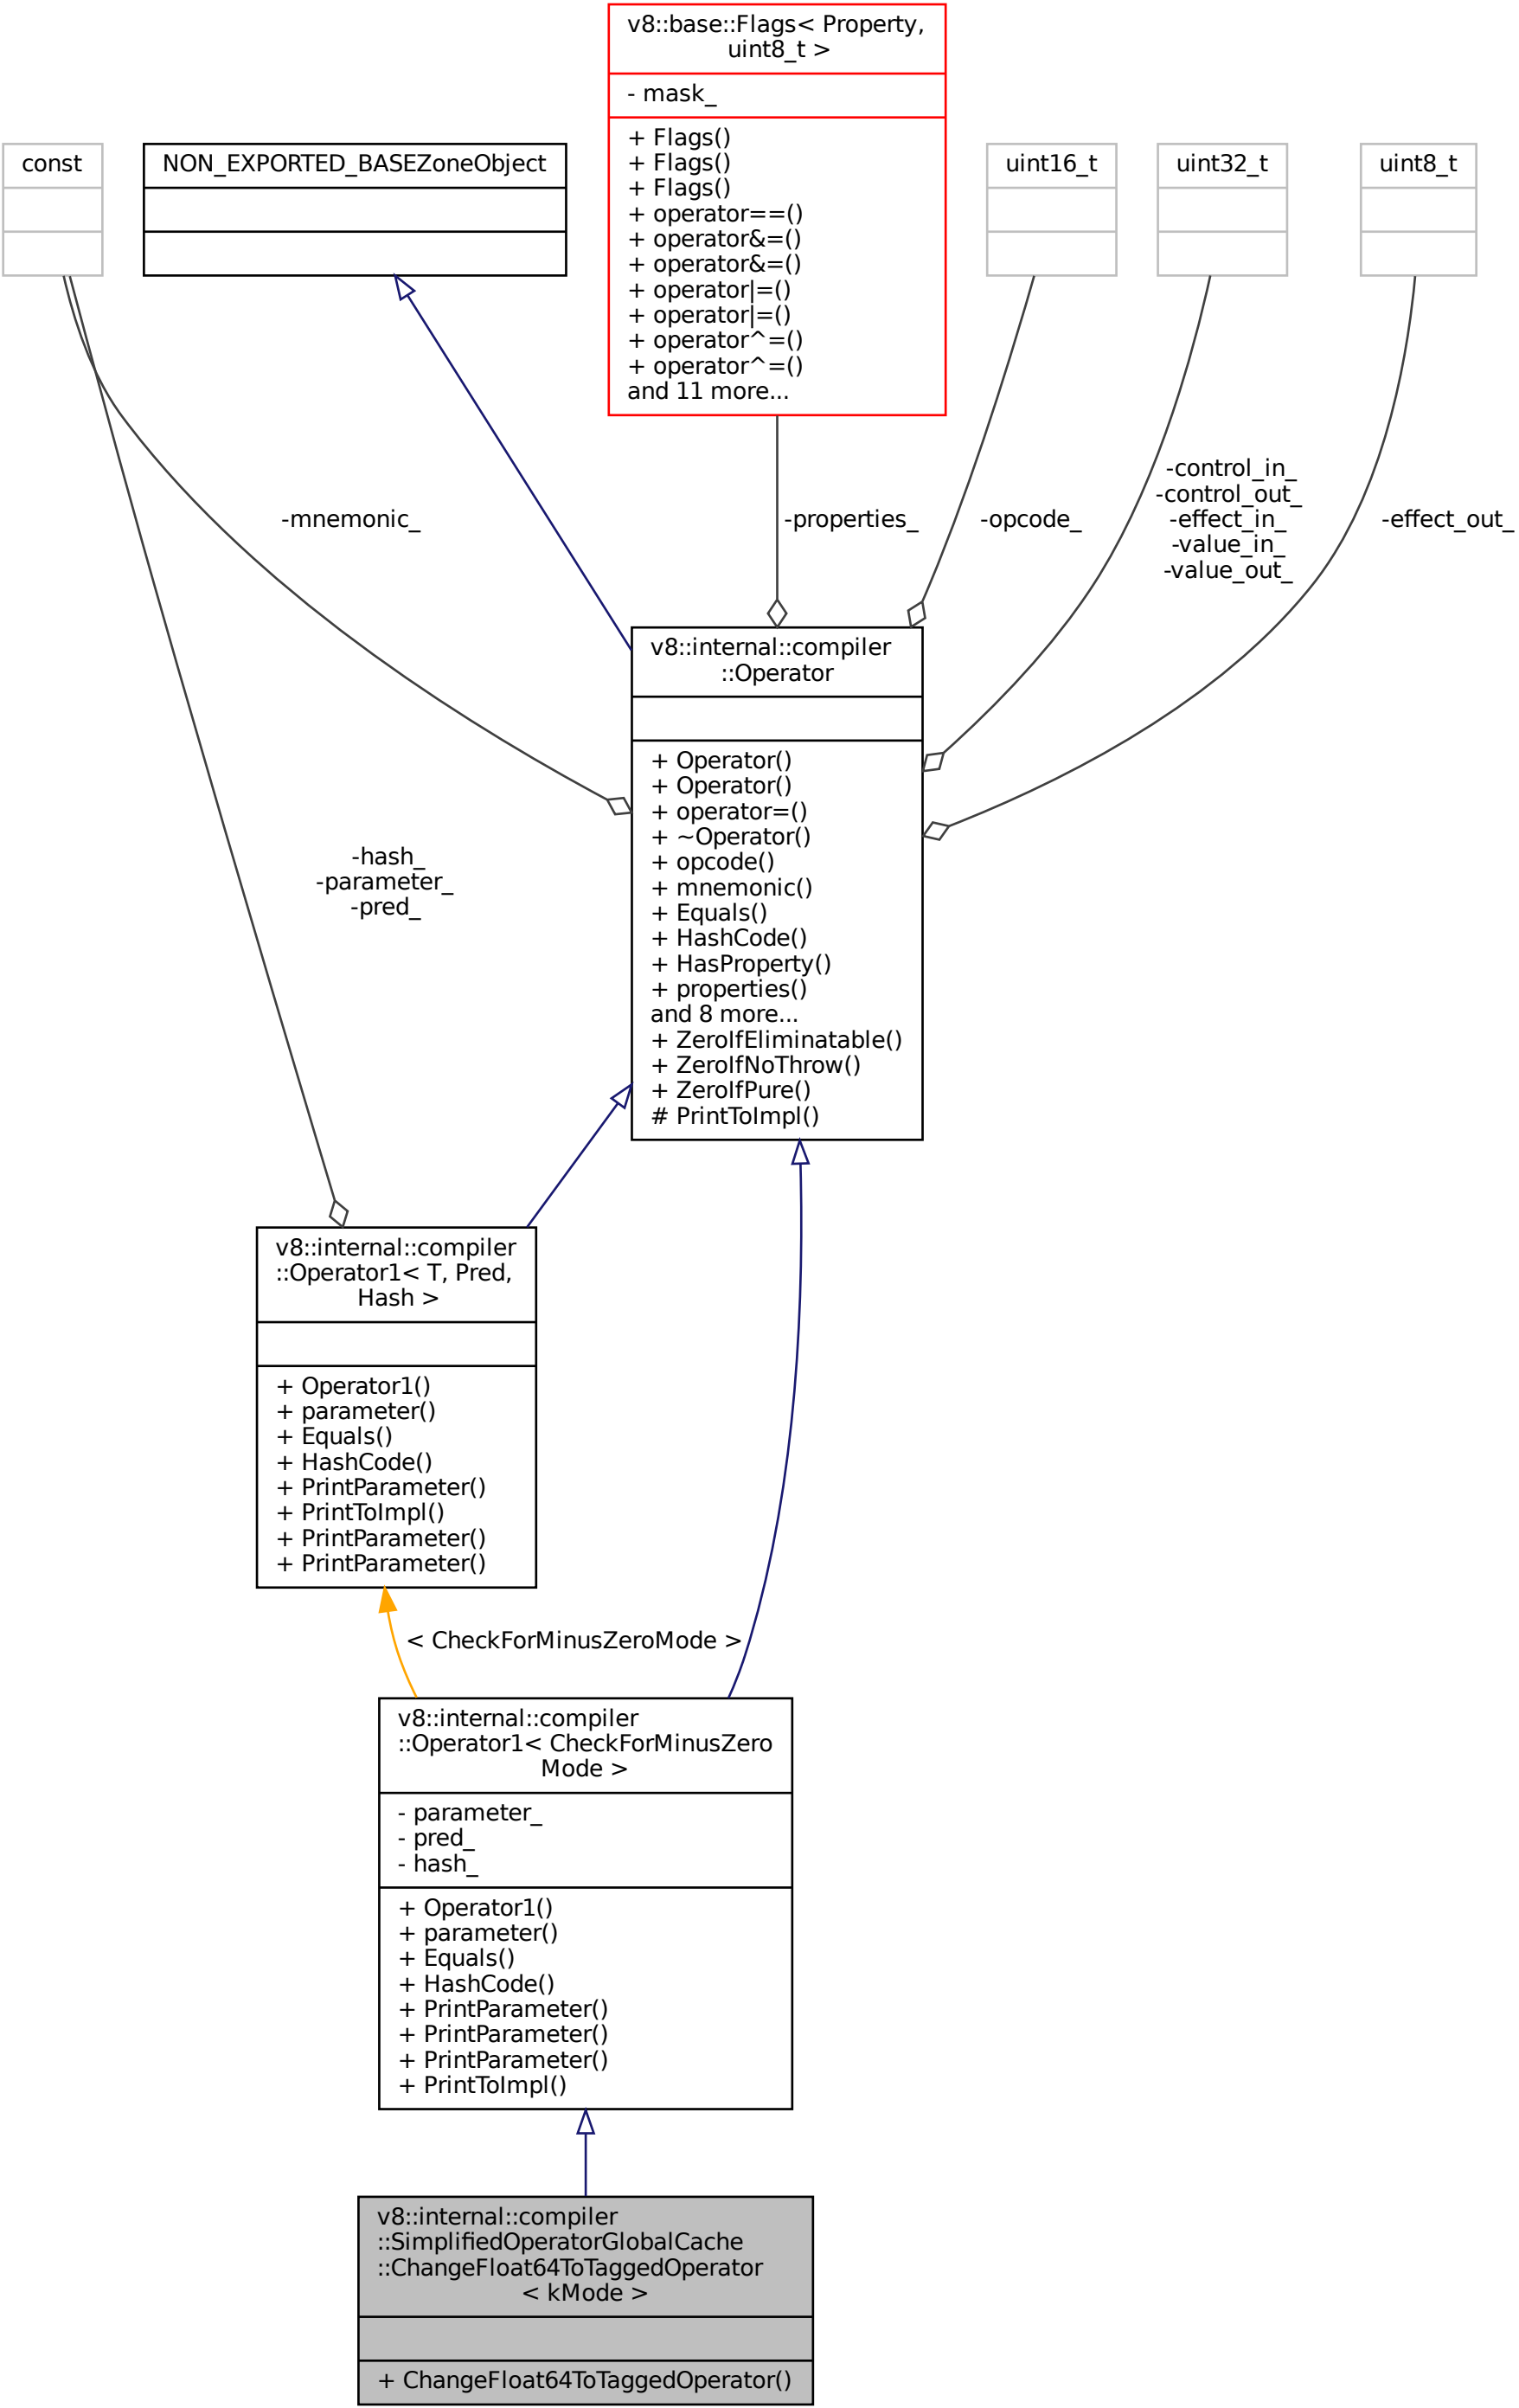 v8::base::Flags< Property,
uint8_t >
- mask_
+ Flags()
+ Flags()
+ Flags()
+ operator==()
+ operator&=()
+ operator&=()
+ operator|=()
+ operator|=()
+ operator^=()
+ operator^=()
and 11 more...
const
NON_EXPORTED_BASEZoneObject
uint16_t
uint32_t
uint8_t
-mnemonic_
-properties_
-opcode_
-control_in_
-control_out_
-effect_in_
-value_in_
-value_out_
-effect_out_
v8::internal::compiler
::Operator
+ Operator()
+ Operator()
+ operator=()
+ ~Operator()
+ opcode()
+ mnemonic()
+ Equals()
+ HashCode()
+ HasProperty()
+ properties()
and 8 more...
+ ZeroIfEliminatable()
+ ZeroIfNoThrow()
+ ZeroIfPure()
# PrintToImpl()
-hash_
-parameter_
-pred_
v8::internal::compiler
::Operator1< T, Pred,
Hash >
+ Operator1()
+ parameter()
+ Equals()
+ HashCode()
+ PrintParameter()
+ PrintToImpl()
+ PrintParameter()
+ PrintParameter()
< CheckForMinusZeroMode >
v8::internal::compiler
::Operator1< CheckForMinusZero
Mode >
- parameter_
- pred_
- hash_
+ Operator1()
+ parameter()
+ Equals()
+ HashCode()
+ PrintParameter()
+ PrintParameter()
+ PrintParameter()
+ PrintToImpl()
v8::internal::compiler
::SimplifiedOperatorGlobalCache
::ChangeFloat64ToTaggedOperator
< kMode >
+ ChangeFloat64ToTaggedOperator()